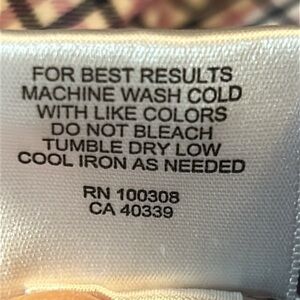 FOR BEST RESULTS
MACHINE WASH COLD
WITH LIKE COLORS
DO NOT BLEACH
TUMBLE DRY LOW
COOL IRON AS NEEDED
RN 100308
CA 40339